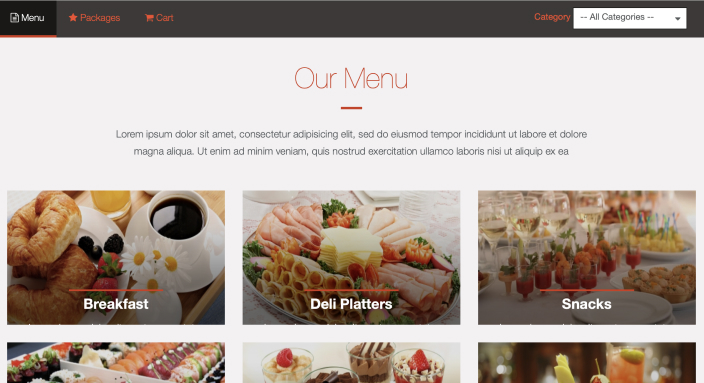 Menu Packages Cart Category -- All Categories --
Our Menu
Lorem ipsum dolor sit amet, consectetur adipisicing elit, sed do eiusmod tempor incididunt ut labore et dolore
magna aliqua. Ut enim ad minim veniam, quis nostrud exercitation ullamco laboris nisi ut aliquip ex ea
Breakfast Deli Platters Snacks